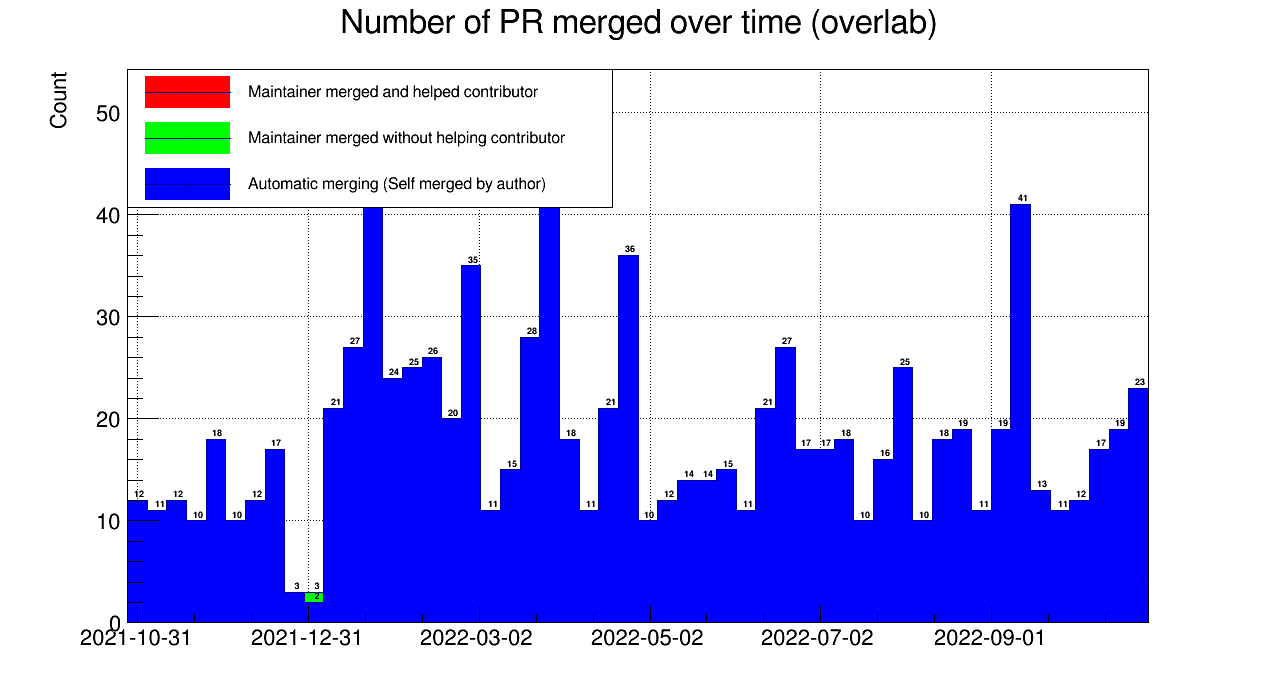 Number of PR merged over time (overlab)
Count
Maintainer merged and helped contributor
Maintainer merged without helping contributor
Automatic merging (Self merged by author)
50
40
30
20
10
0
12 11 12 10 18 10 12 17 3 3 2 21 27 24 25 26 20 35 11 15 28 18 11 21 36 10 12 14 14 15 11 21 27 17 17 18 10 16 25 10 18 19 11 19 41 13 11 12 17 19 23
2021-10-31 2021-12-31 2022-03-02 2022-05-02 2022-07-02 2022-09-01